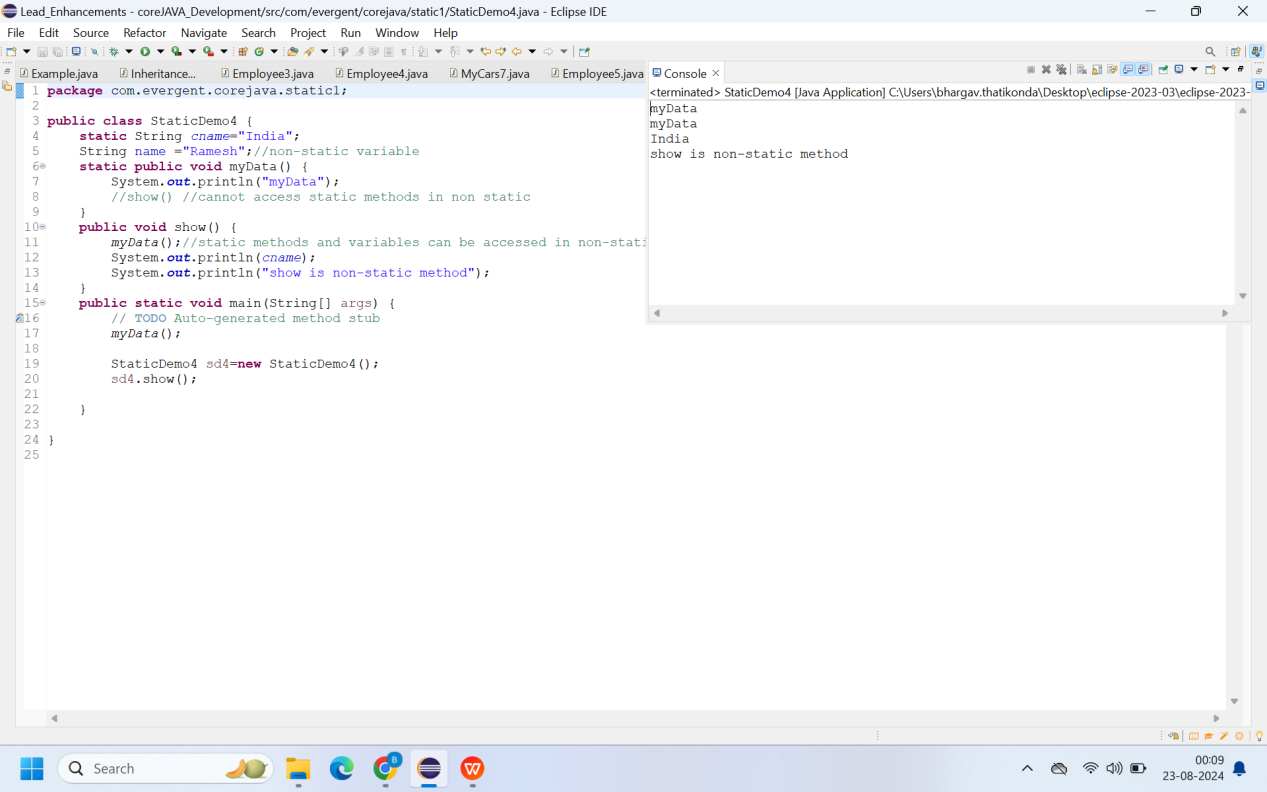 Lead_Enhancements - coreJAVA_Development/src/com/evergent/corejava/static1/StaticDemo4.java - Eclipse IDE
File Edit Source Refactor Navigate Search Project Run Window Help
Example.java Inheritance... Employee3.java Employee4.java MyCars7.java Employee5.java
1 package com.evergent.corejava.static1;
2
3 public class StaticDemo4 {
4 static String cname="India";
5 String name ="Ramesh";//non-static variable
6 static public void myData() {
7 System.out.println("myData");
8 //show() //cannot access static methods in non static
9 }
10 public void show() {
11 myData();//static methods and variables can be accessed in non-stati
12 System.out.println(cname);
13 System.out.println("show is non-static method");
14 }
15 public static void main(String[] args) {
16 // TODO Auto-generated method stub
17 myData();
18
19 StaticDemo4 sd4=new StaticDemo4();
20 sd4.show();
21
22 }
23
24 }
25
Console
<terminated> StaticDemo4 [Java Application] C:\Users\bhargav.thatikonda\Desktop\eclipse-2023-03\eclipse-2023-
myData
myData
India
show is non-static method
Search
B
00:09
23-08-2024